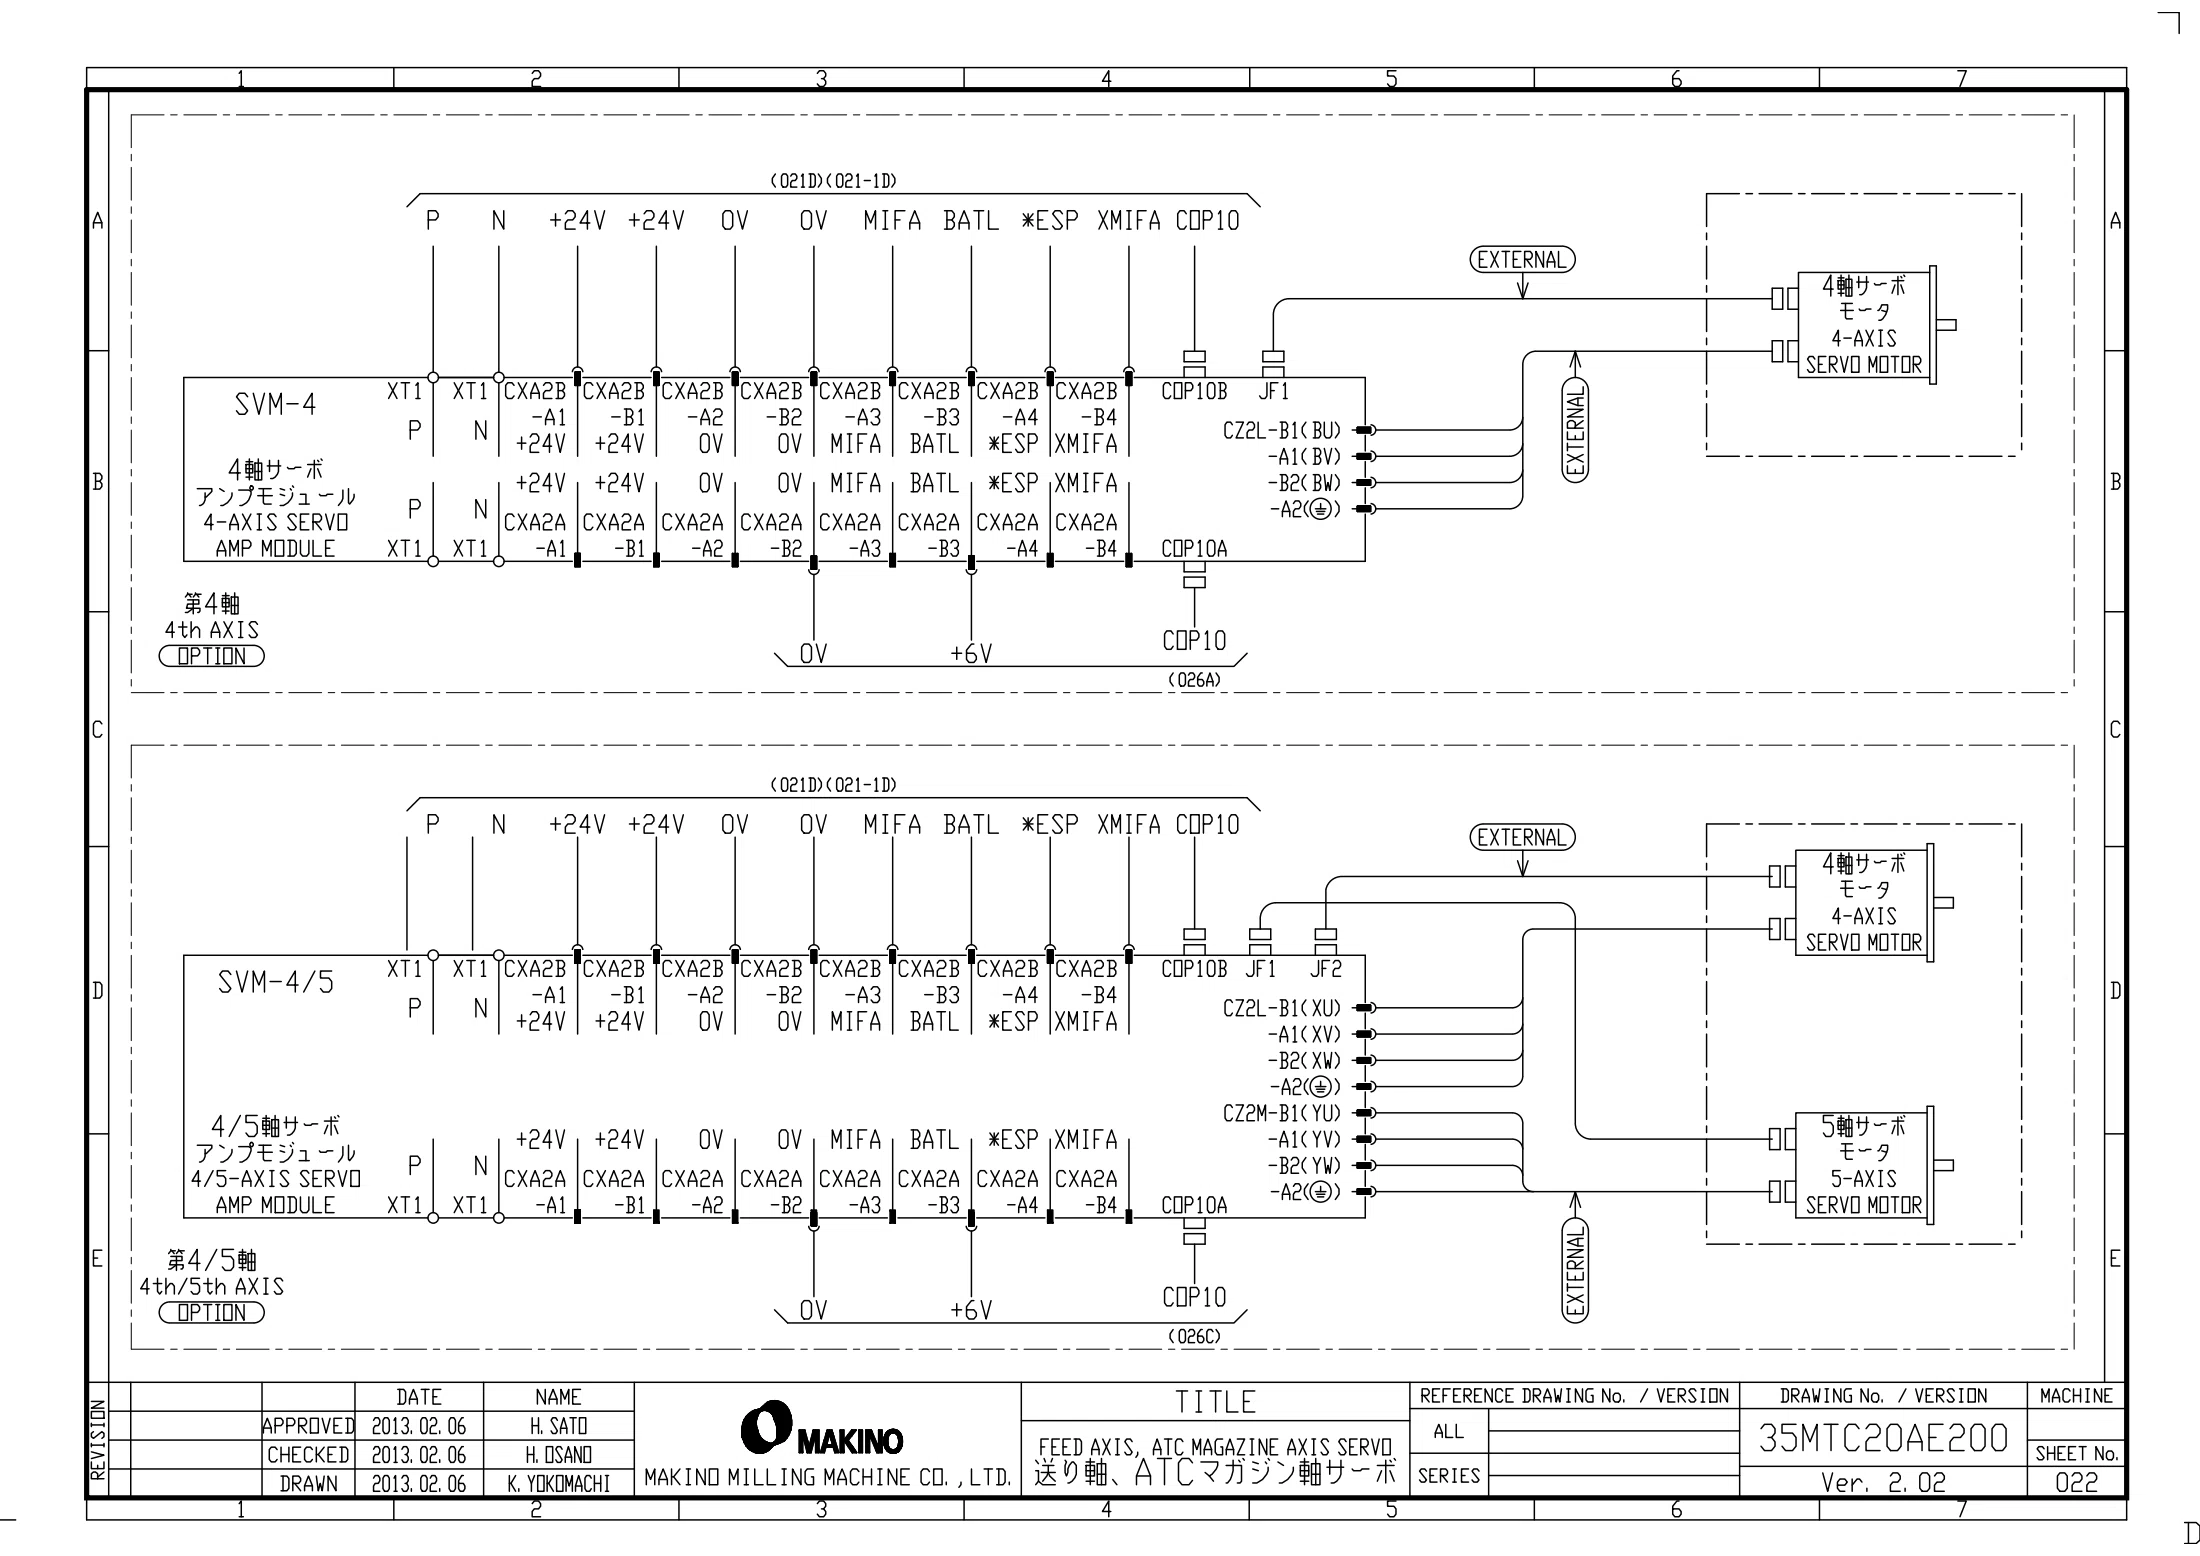 1 2 3 4 5 6 7
A
B
C
D
E
A
B
C
D
E
(021D)(021-1D)
P N +24V +24V 0V 0V MIFA BATL *ESP XMIFA COP10
EXTERNAL
4軸サーボ
モータ
4-AXIS
SERVO MOTOR
EXTERNAL
SVM-4
XT1 XT1 CXA2B CXA2B CXA2B CXA2B CXA2B CXA2B CXA2B CXA2B COP10B JF1
-A1 -B1 -A2 -B2 -A3 -B3 -A4 -B4
P N +24V +24V 0V 0V MIFA BATL *ESP XMIFA
CZ2L-B1(BU)
-A1(BV)
-B2(BW)
-A2( )
4軸サーボ
アンプモジュール
4-AXIS SERVO
AMP MODULE
+24V +24V 0V 0V MIFA BATL *ESP XMIFA
P N CXA2A CXA2A CXA2A CXA2A CXA2A CXA2A CXA2A CXA2A
XT1 XT1 -A1 -B1 -A2 -B2 -A3 -B3 -A4 -B4 COP10A
第4軸
4th AXIS
OPTION
0V +6V COP10
(026A)
(021D)(021-1D)
P N +24V +24V 0V 0V MIFA BATL *ESP XMIFA COP10
EXTERNAL
4軸サーボ
モータ
4-AXIS
SERVO MOTOR
SVM-4/5
XT1 XT1 CXA2B CXA2B CXA2B CXA2B CXA2B CXA2B CXA2B CXA2B COP10B JF1 JF2
-A1 -B1 -A2 -B2 -A3 -B3 -A4 -B4
P N +24V +24V 0V 0V MIFA BATL *ESP XMIFA
CZ2L-B1(XU)
-A1(XV)
-B2(XW)
-A2( )
CZ2M-B1(YU)
-A1(YV)
-B2(YW)
-A2( )
5軸サーボ
モータ
5-AXIS
SERVO MOTOR
EXTERNAL
4/5軸サーボ
アンプモジュール
4/5-AXIS SERVO
AMP MODULE
+24V +24V 0V 0V MIFA BATL *ESP XMIFA
P N CXA2A CXA2A CXA2A CXA2A CXA2A CXA2A CXA2A CXA2A
XT1 XT1 -A1 -B1 -A2 -B2 -A3 -B3 -A4 -B4 COP10A
第4/5軸
4th/5th AXIS
OPTION
0V +6V COP10
(026C)
REVISION
DATE NAME
APPROVED 2013.02.06 H. SATO
CHECKED 2013.02.06 H. OSANO
DRAWN 2013.02.06 K. YOKOMACHI
MAKINO
MAKINO MILLING MACHINE CO., LTD.
TITLE
FEED AXIS, ATC MAGAZINE AXIS SERVO
送り軸、ATCマガジン軸サーボ
REFERENCE DRAWING No. / VERSION
ALL
SERIES
DRAWING No. / VERSION
35MTC20AE200
Ver. 2.02
MACHINE
SHEET No.
022
1 2 3 4 5 6 7
D